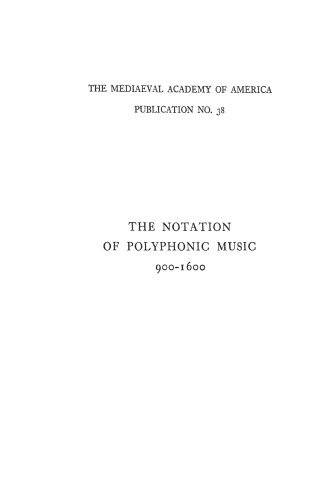 THE MEDIAEVAL ACADEMY OF AMERICA
PUBLICATION NO. 38
THE NOTATION
OF POLYPHONIC MUSIC
900-1600